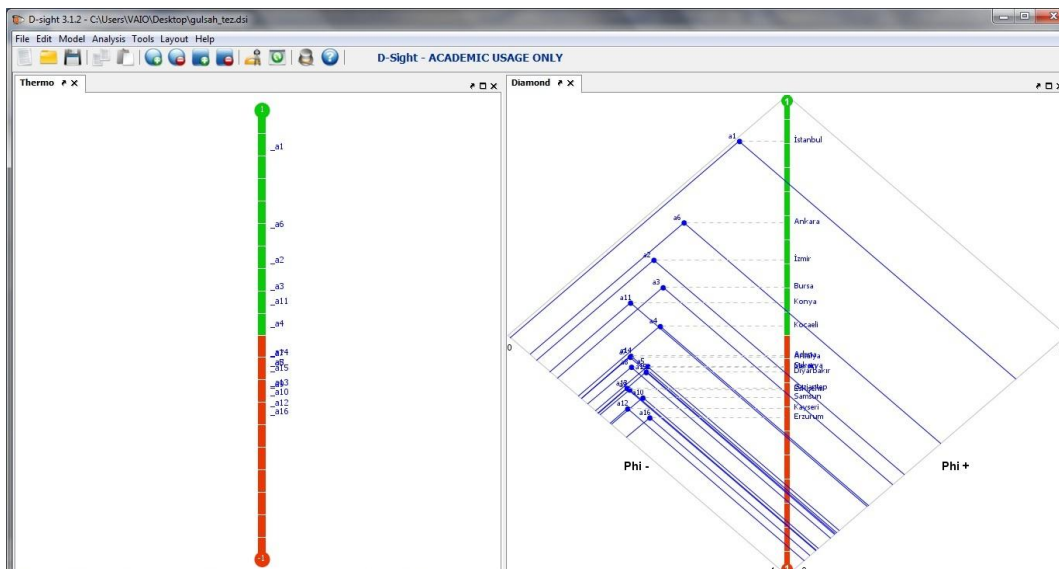 D-sight 3.1.2 - C:\Users\VAIO\Desktop\gulsah_tez.dsi
File Edit Model Analysis Tools Layout Help
D-Sight - ACADEMIC USAGE ONLY
Thermo
1
_a1
_a6
_a2
_a3
_a11
_a4
_a15
_a10
_a12
_a16
-1
Diamond
1
a1
İstanbul
a6
Ankara
a2
İzmir
a3
Bursa
a11
Konya
a4
Kocaeli
0
Diyarbakır
Samsun
a10
Kayseri
a12
Erzurum
a16
Phi -
Phi +